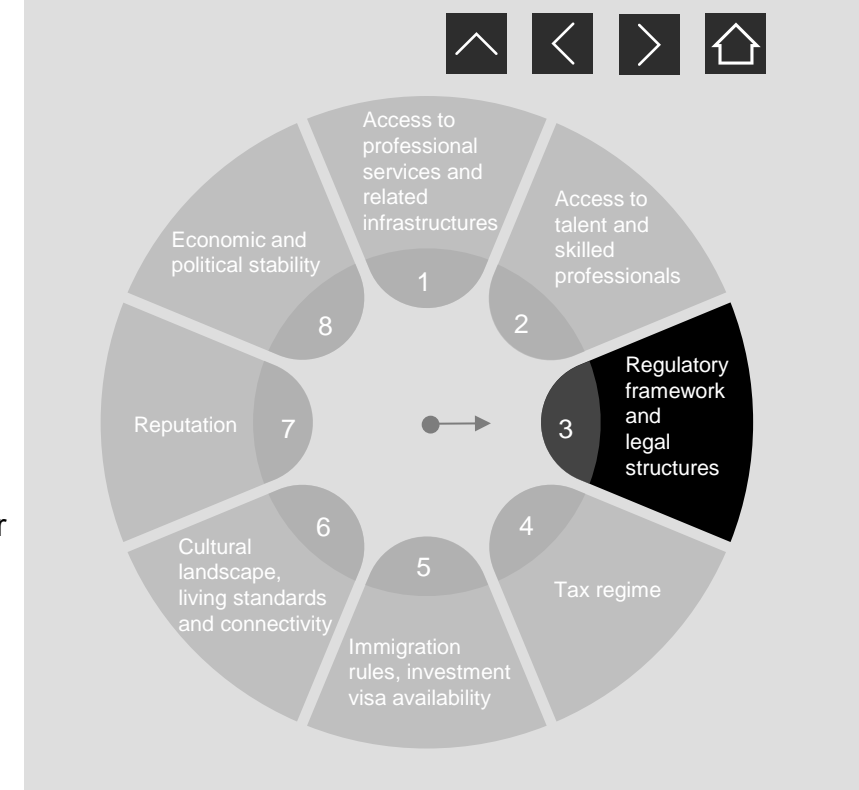 Access to
professional
services and
related
infrastructures
1
Access to
talent and
skilled
professionals
2
Regulatory
framework
and
legal
structures
3
Tax regime
4
Immigration
rules, investment
visa availability
5
Cultural
landscape,
living standards
and connectivity
6
Reputation
7
Economic and
political stability
8
r